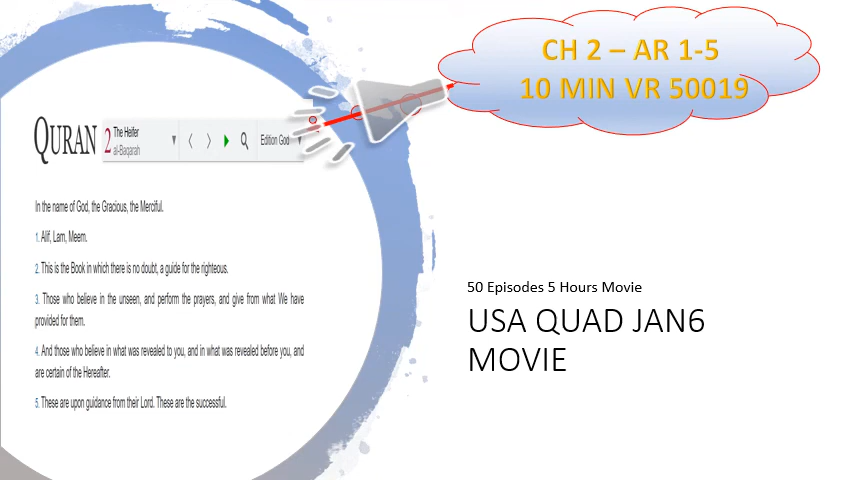 CH 2 – AR 1-5
10 MIN VR 50019
QURAN 2 The Heifer
al-Baqarah
Edition God
In the name of God, the Gracious, the Merciful.
1. Alif, Lam, Meem.
2. This is the Book in which there is no doubt, a guide for the righteous.
3. Those who believe in the unseen, and perform the prayers, and give from what We have
provided for them.
4. And those who believe in what was revealed to you, and in what was revealed before you, and
are certain of the Hereafter.
5. These are upon guidance from their Lord. These are the successful.
50 Episodes 5 Hours Movie
USA QUAD JAN6
MOVIE